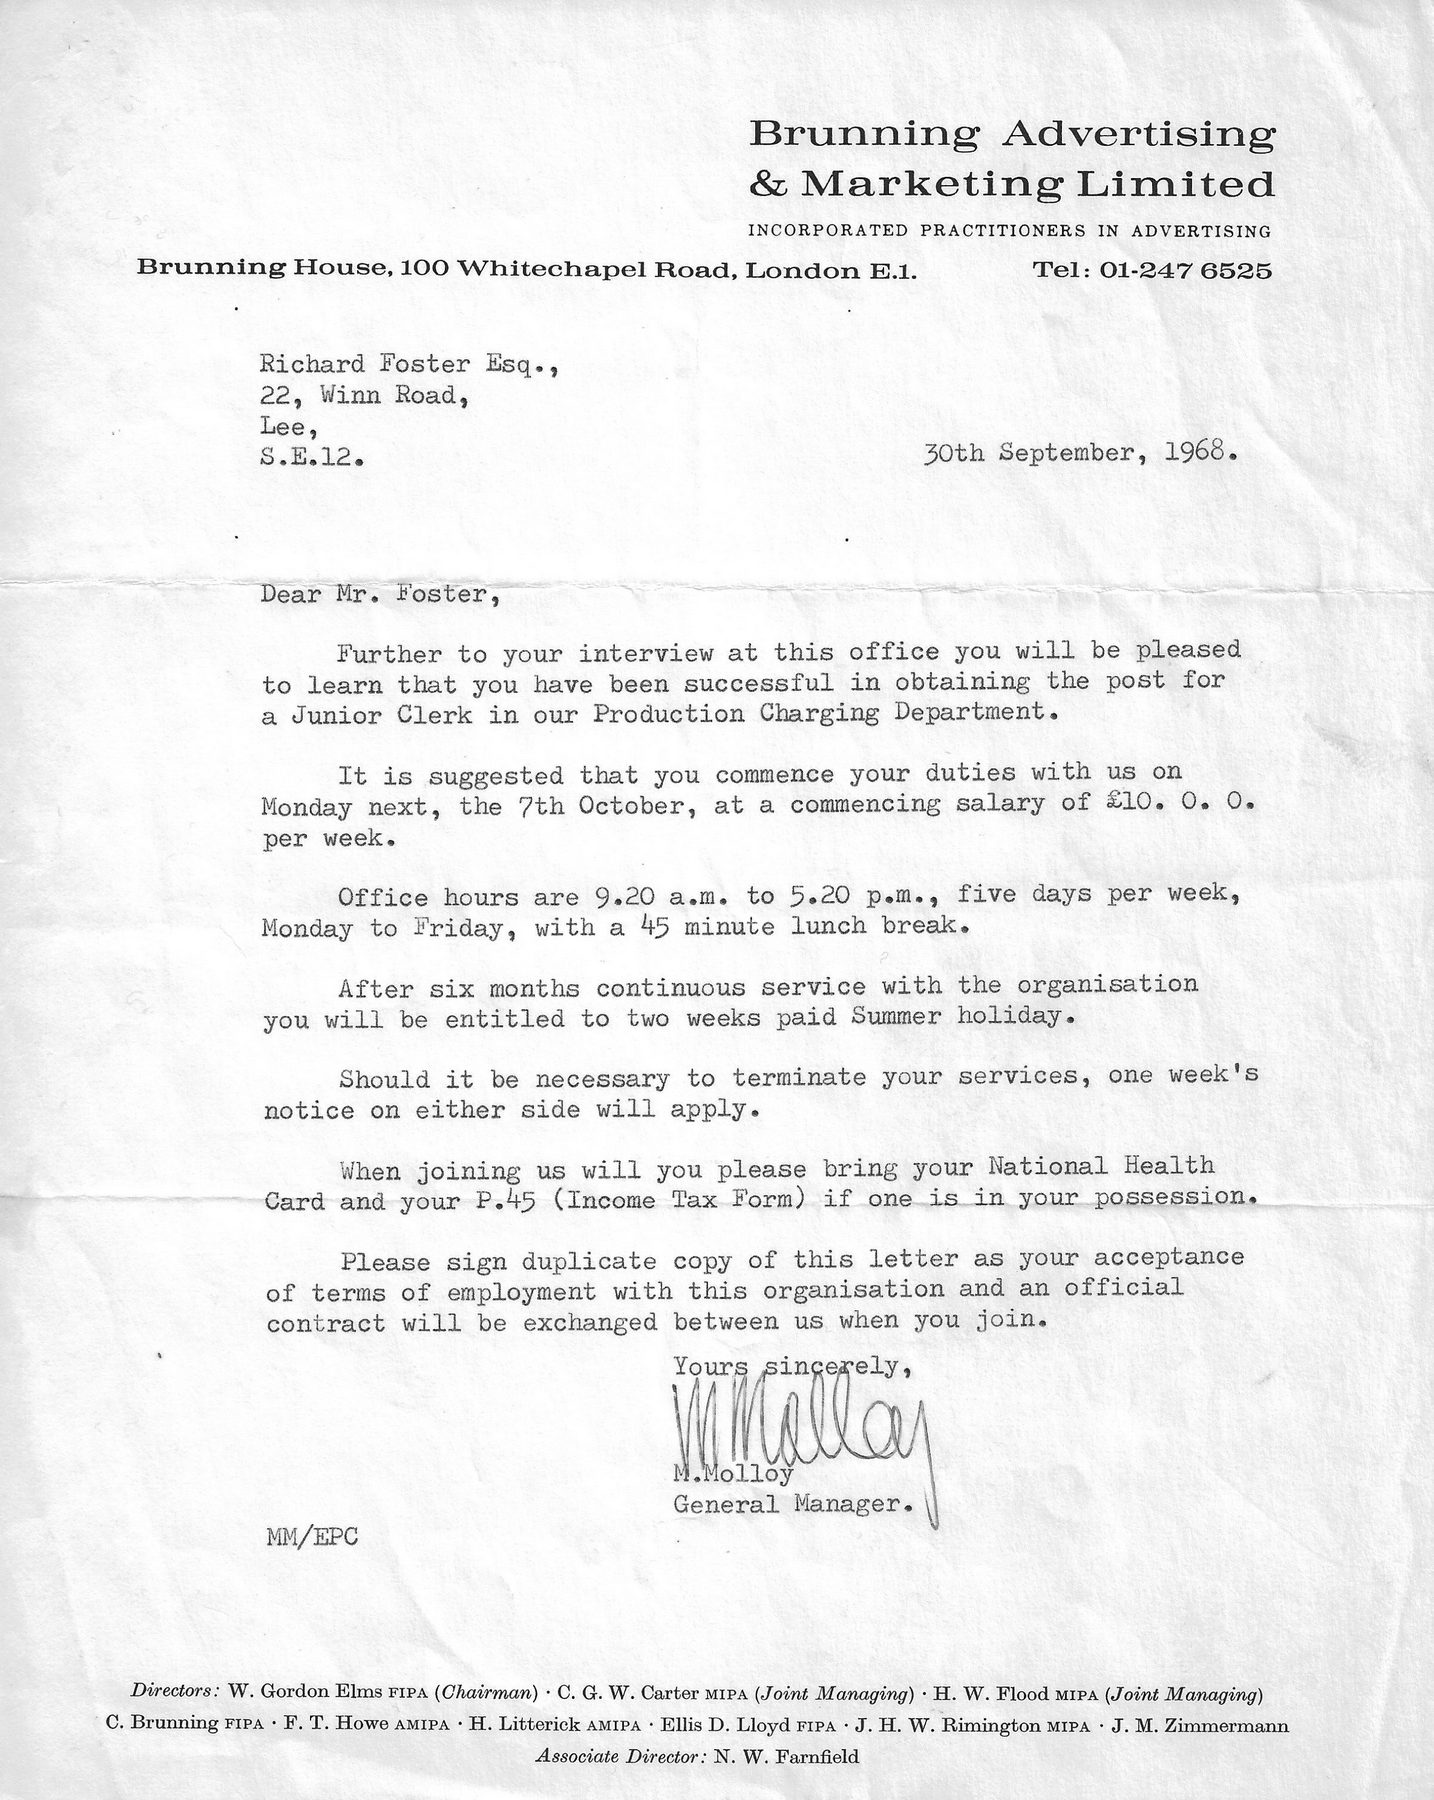 Brunning Advertising
& Marketing Limited
INCORPORATED PRACTITIONERS IN ADVERTISING
Brunning House, 100 Whitechapel Road, London E.1. Tel: 01-247 6525
Richard Foster Esq.,
22, Winn Road,
Lee,
S.E.12.
30th September, 1968.
Dear Mr. Foster,
Further to your interview at this office you will be pleased
to learn that you have been successful in obtaining the post for
a Junior Clerk in our Production Charging Department.
It is suggested that you commence your duties with us on
Monday next, the 7th October, at a commencing salary of £10. 0. 0.
per week.
Office hours are 9.20 a.m. to 5.20 p.m., five days per week,
Monday to Friday, with a 45 minute lunch break.
After six months continuous service with the organisation
you will be entitled to two weeks paid Summer holiday.
Should it be necessary to terminate your services, one week's
notice on either side will apply.
When joining us will you please bring your National Health
Card and your P.45 (Income Tax Form) if one is in your possession.
Please sign duplicate copy of this letter as your acceptance
of terms of employment with this organisation and an official
contract will be exchanged between us when you join.
Yours sincerely,
M Molloy
M.Molloy
General Manager.
MM/EPC
Directors: W. Gordon Elms FIPA (Chairman) · C. G. W. Carter MIPA (Joint Managing) · H. W. Flood MIPA (Joint Managing)
C. Brunning FIPA · F. T. Howe AMIPA · H. Litterick AMIPA · Ellis D. Lloyd FIPA · J. H. W. Rimington MIPA · J. M. Zimmermann
Associate Director: N. W. Farnfield